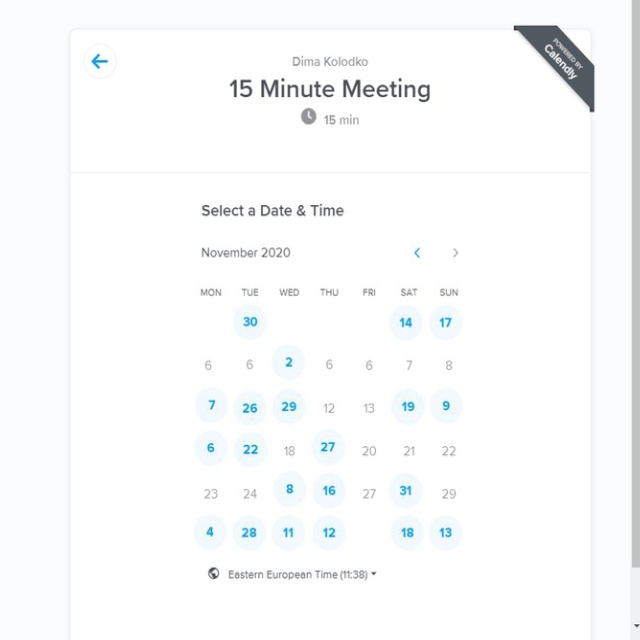 POWERED BY
Calendly
Dima Kolodko
15 Minute Meeting
15 min
Select a Date & Time
November 2020
MON TUE WED THU FRI SAT SUN
30 14 17
6 6 2 6 6 7 8
7 26 29 12 13 19 9
6 22 18 27 20 21 22
23 24 8 16 27 31 29
4 28 11 12 18 13
Eastern European Time (11:38)